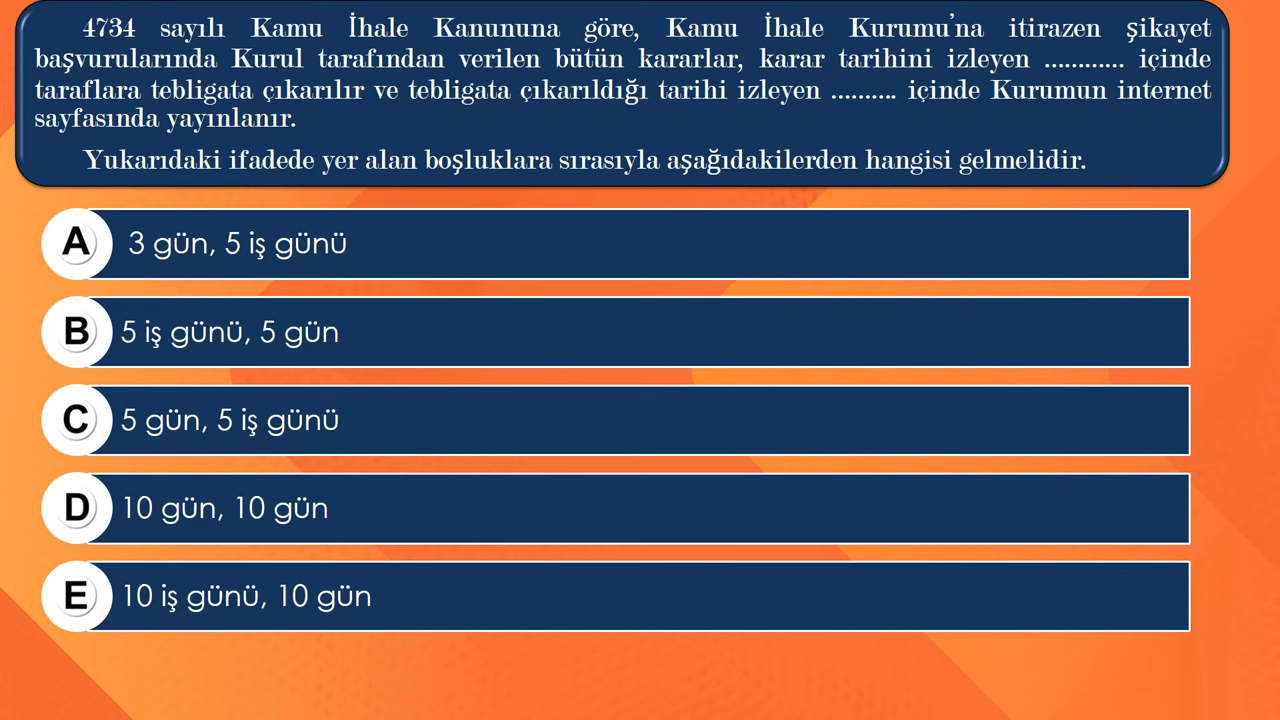 4734 sayılı Kamu İhale Kanununa göre, Kamu İhale Kurumu'na itirazen şikayet
başvurularında Kurul tarafından verilen bütün kararlar, karar tarihini izleyen ............ içinde
taraflara tebligata çıkarılır ve tebligata çıkarıldığı tarihi izleyen .......... içinde Kurumun internet
sayfasında yayınlanır.
Yukarıdaki ifadede yer alan boşluklara sırasıyla aşağıdakilerden hangisi gelmelidir.
A 3 gün, 5 iş günü
B 5 iş günü, 5 gün
C 5 gün, 5 iş günü
D 10 gün, 10 gün
E 10 iş günü, 10 gün